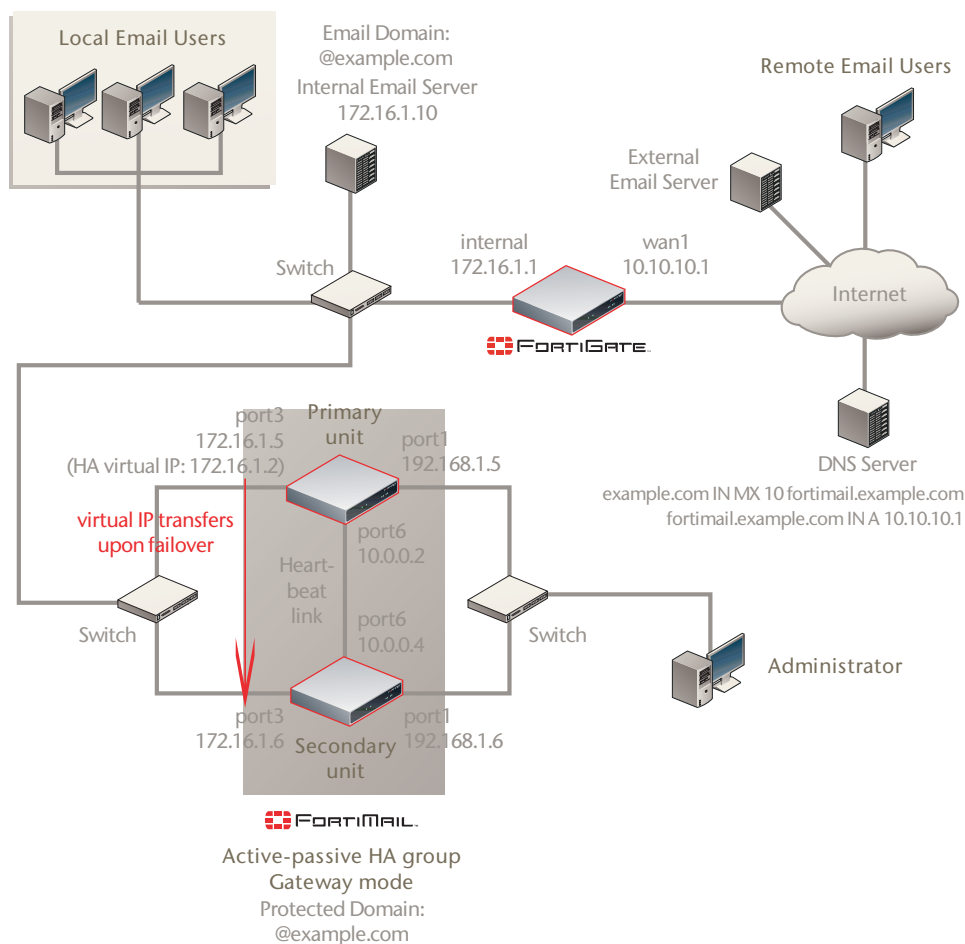 Local Email Users
Email Domain:
@example.com
Internal Email Server
172.16.1.10
Remote Email Users
External
Email Server
internal
172.16.1.1
wan1
10.10.10.1
Switch
Internet
FORTIGATE
DNS Server
example.com IN MX 10 fortimail.example.com
fortimail.example.com IN A 10.10.10.1
port3
172.16.1.5
(HA virtual IP: 172.16.1.2)
Primary
unit
port1
192.168.1.5
virtual IP transfers
upon failover
port6
10.0.0.2
Heart-
beat
link
port6
10.0.0.4
Switch
Switch
Administrator
port3
172.16.1.6
Secondary
unit
port1
192.168.1.6
FORTIMAIL
Active-passive HA group
Gateway mode
Protected Domain:
@example.com